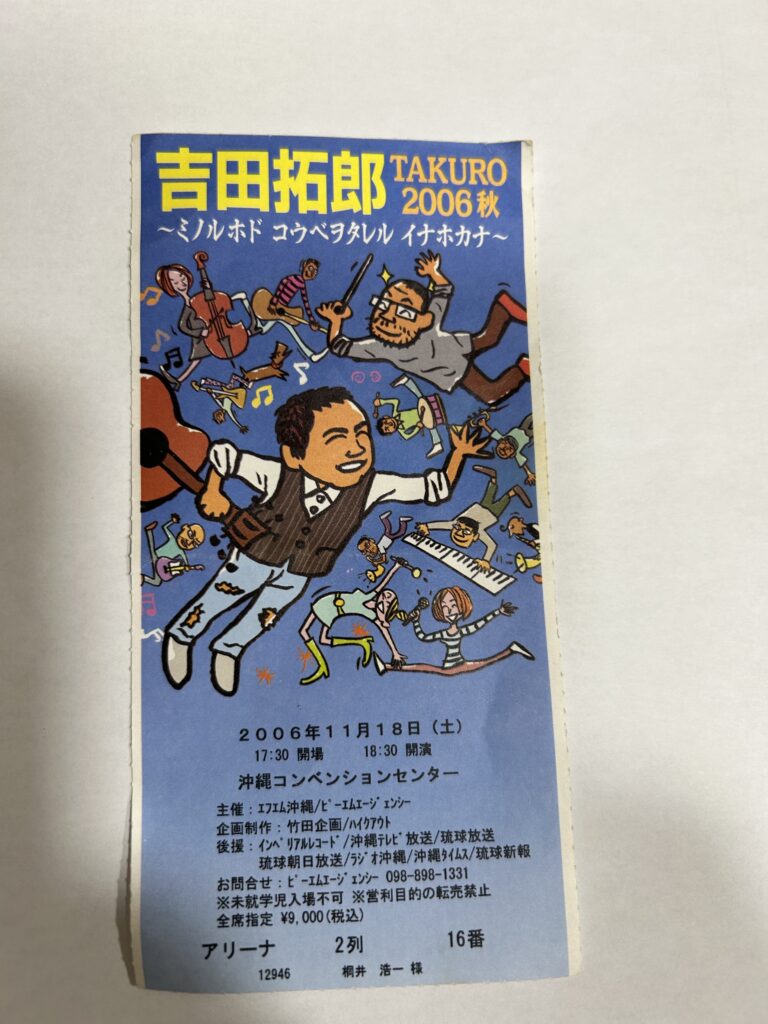 吉田拓郎 TAKURO
2006秋
～ミノルホド コウベヲタレル イナホカナ～
２００６年１１月１８日（土）
17:30 開場 18:30 開演
沖縄コンベンションセンター
主催：ｴﾌｴﾑ沖縄/ﾋﾟｰｴﾑｴｰｼﾞｪﾝｼｰ
企画制作：竹田企画/ﾊｲｸｱｳﾄ
後援：ｲﾝﾍﾟﾘｱﾙﾚｺｰﾄﾞ/沖縄ﾃﾚﾋﾞ放送/琉球放送
琉球朝日放送/ﾗｼﾞｵ沖縄/沖縄ﾀｲﾑｽ/琉球新報
お問合せ：ﾋﾟｰｴﾑｴｰｼﾞｪﾝｼｰ 098-898-1331
※未就学児入場不可 ※営利目的の転売禁止
全席指定 ¥9,000(税込)
アリーナ 2列 16番
12946 桐井 浩一 様